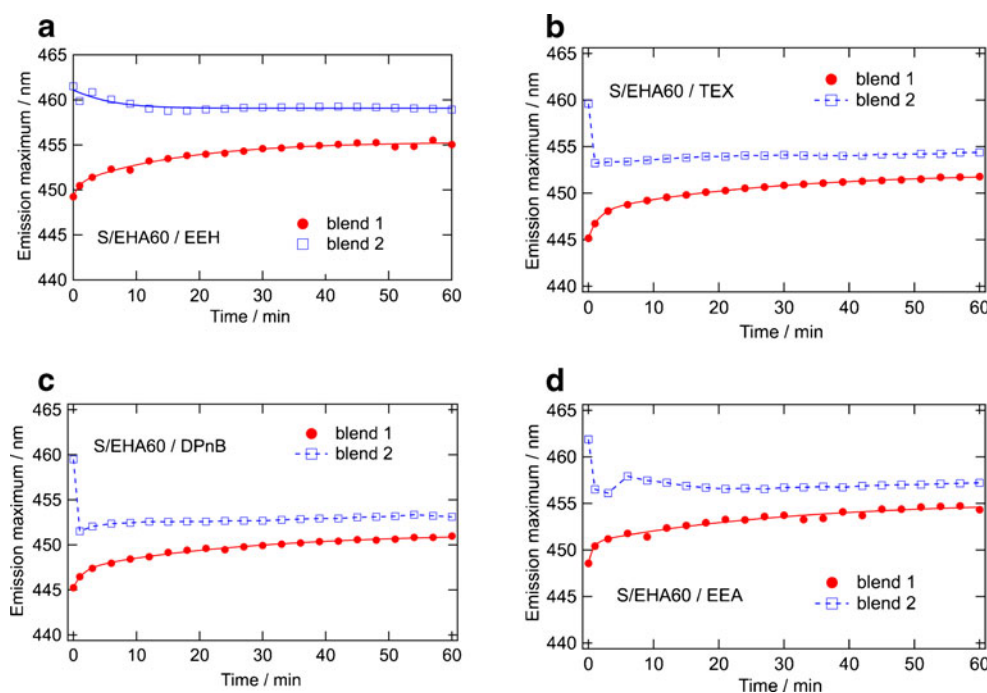 a
465
460
455
450
445
440
Emission maximum / nm
S/EHA60 / EEH
blend 1
blend 2
0 10 20 30 40 50 60
Time / min
b
465
460
455
450
445
440
Emission maximum / nm
S/EHA60 / TEX
blend 1
blend 2
0 10 20 30 40 50 60
Time / min
c
465
460
455
450
445
440
Emission maximum / nm
S/EHA60 / DPnB
blend 1
blend 2
0 10 20 30 40 50 60
Time / min
d
465
460
455
450
445
440
Emission maximum / nm
S/EHA60 / EEA
blend 1
blend 2
0 10 20 30 40 50 60
Time / min